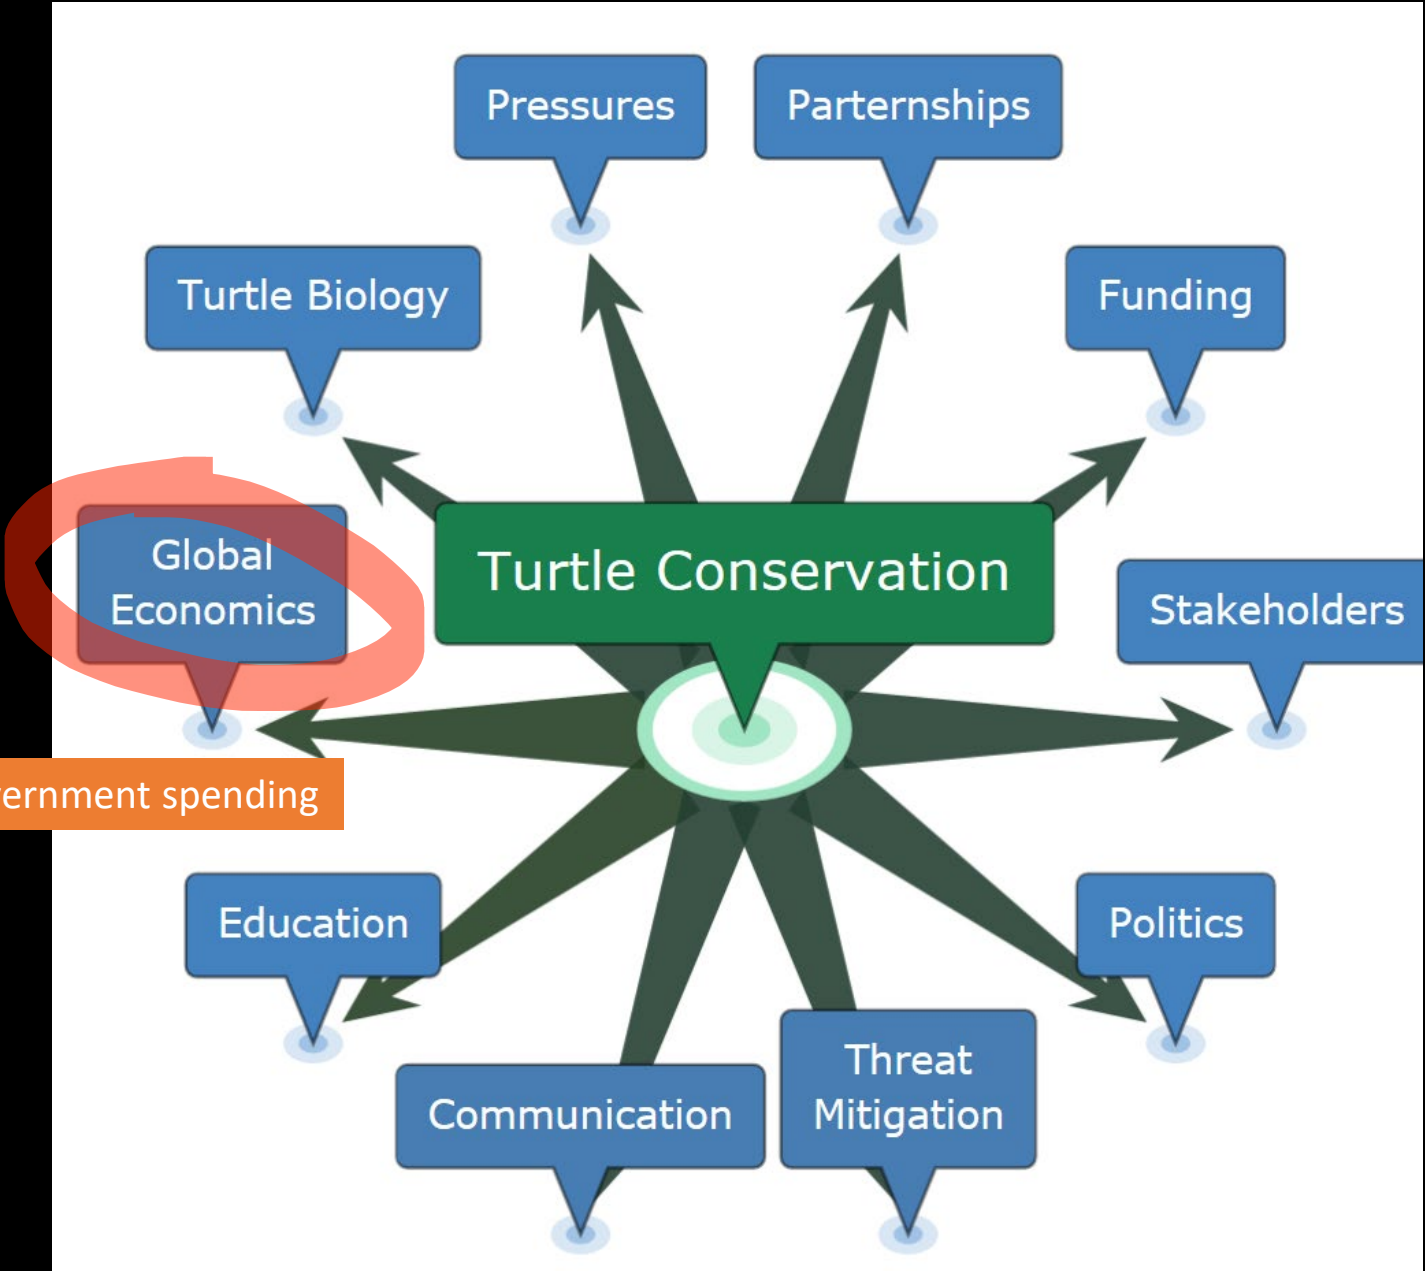 Pressures
Parternships
Turtle Biology
Funding
Global
Economics
Turtle Conservation
Stakeholders
ernment spending
Education
Politics
Communication
Threat
Mitigation